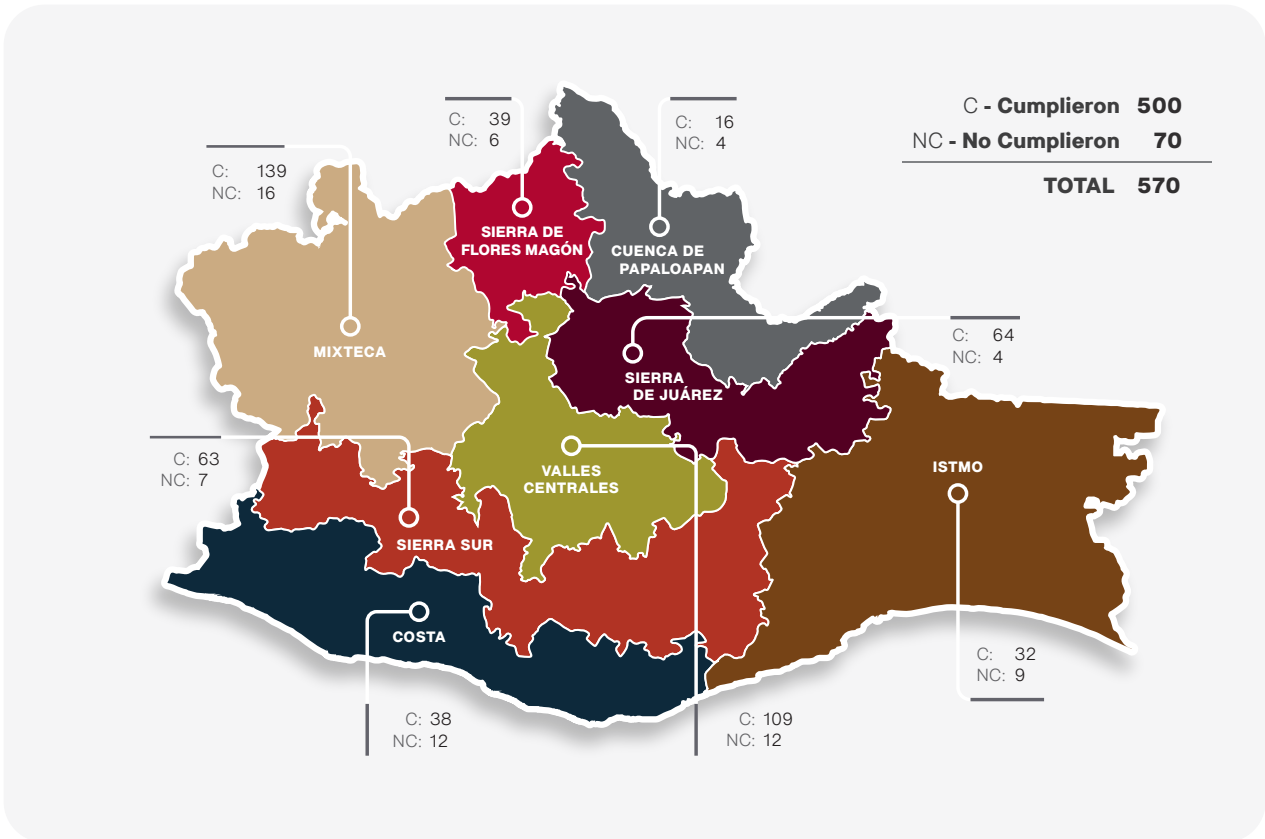 C - Cumplieron 500
NC - No Cumplieron 70
TOTAL 570
C: 39
NC: 6
C: 16
NC: 4
C: 139
NC: 16
SIERRA DE
FLORES MAGÓN
CUENCA DE
PAPALOAPAN
MIXTECA
C: 64
NC: 4
SIERRA
DE JUÁREZ
C: 63
NC: 7
VALLES
CENTRALES
ISTMO
SIERRA SUR
COSTA
C: 32
NC: 9
C: 38
NC: 12
C: 109
NC: 12